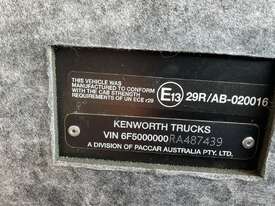 THIS VEHICLE WAS
MANUFACTURED TO CONFORM
WITH THE CAB STRENGTH
REQUIREMENTS OF UN ECE r29
E13 29R/AB-020016
KENWORTH TRUCKS
VIN 6F5000000RA487439
A DIVISION OF PACCAR AUSTRALIA PTY. LTD.